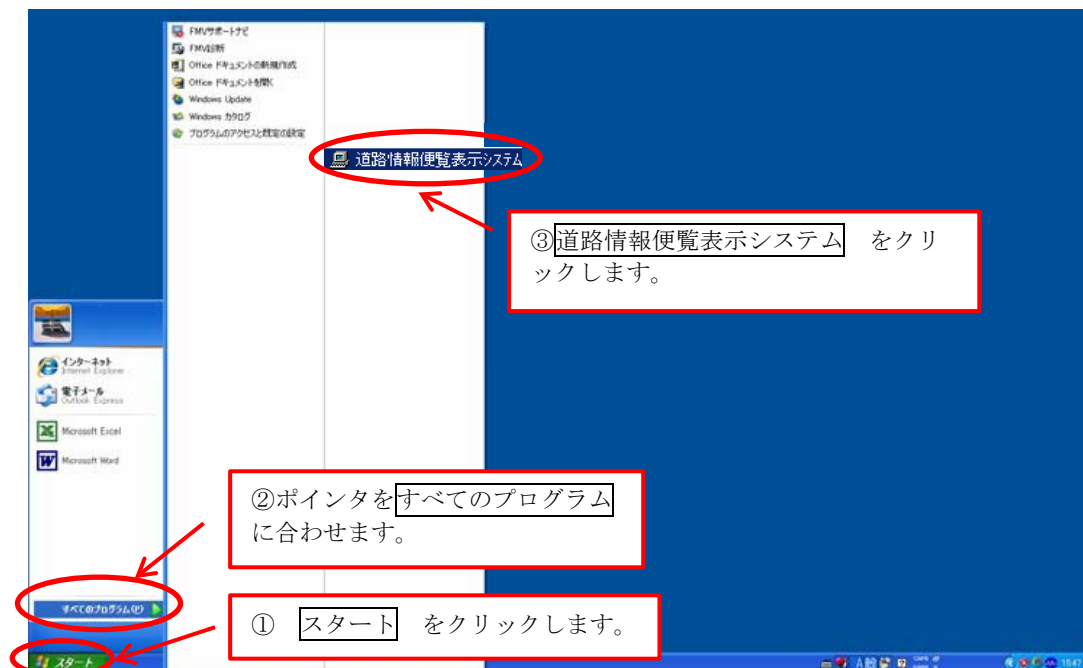 FMVサポートナビ
FMV診断
Office ドキュメントの新規作成
Office ドキュメントを開く
Windows Update
Windows カタログ
プログラムのアクセスと既定の設定
道路情報便覧表示システム
③道路情報便覧表示システム　をクリ
ックします。
インターネット
Internet Explorer
電子メール
Outlook Express
Microsoft Excel
Microsoft Word
②ポインタをすべてのプログラム
に合わせます。
すべてのプログラム(P)
①　スタート　をクリックします。
スタート
A 般
CAPS